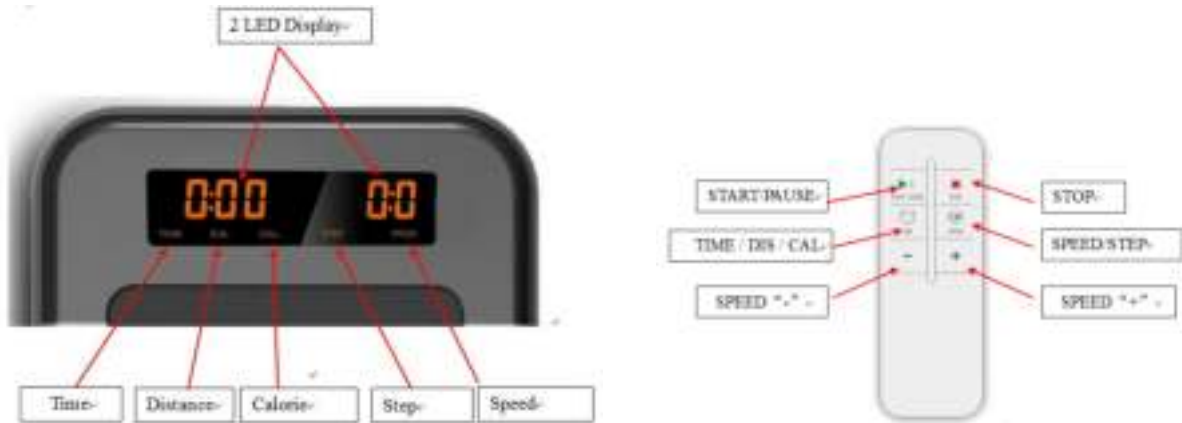 2 LED Display
0:00
0:0
START/PAUSE
STOP
TIME / DIS / CAL
SPEED/STEP
SPEED "-"
SPEED "+"
Time
Distance
Calorie
Step
Speed